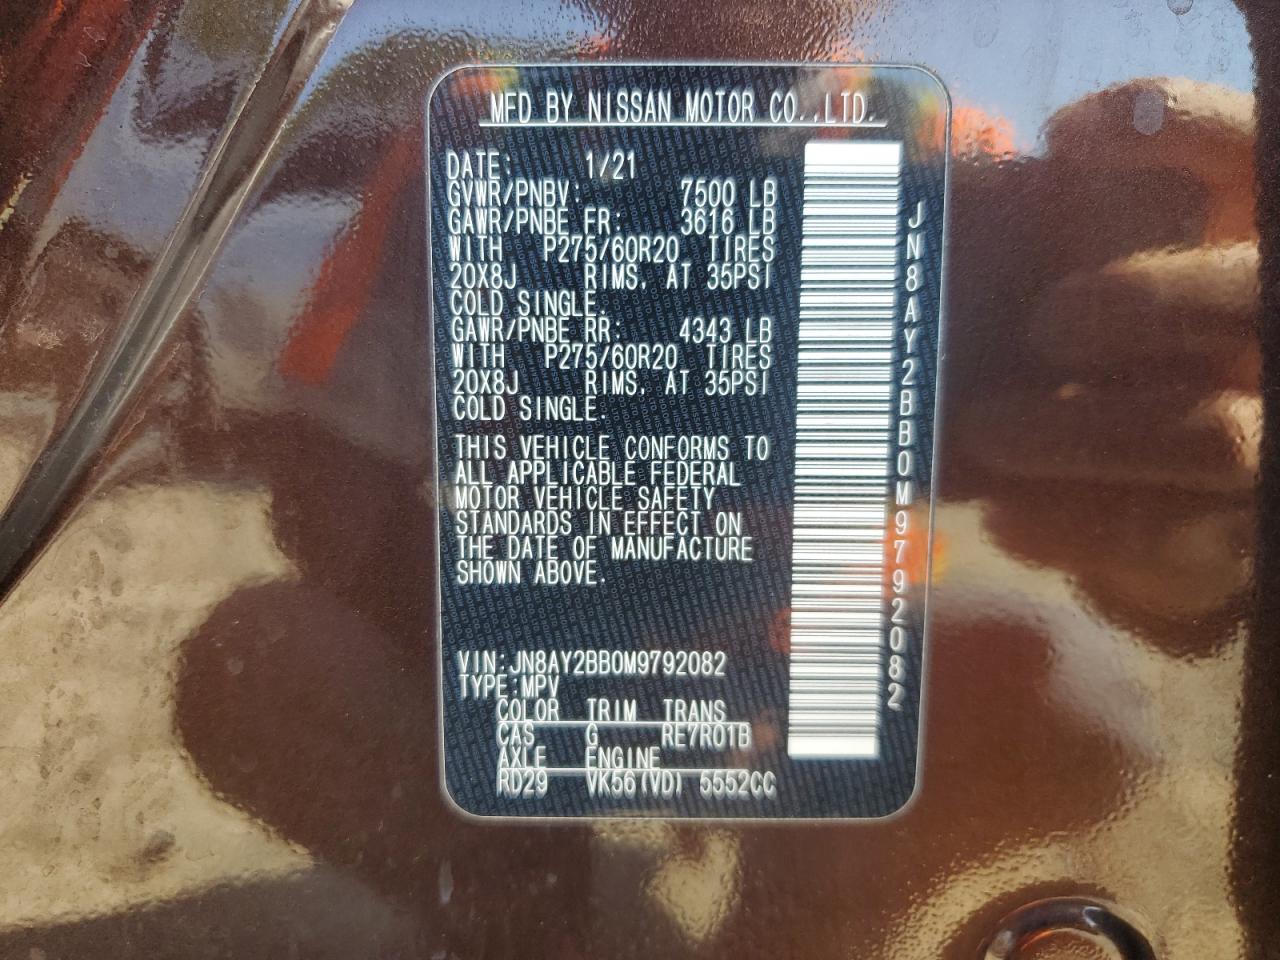 MFD BY NISSAN MOTOR CO.,LTD.
DATE: 1/21
GVWR/PNBV: 7500 LB
GAWR/PNBE FR: 3616 LB
WITH P275/60R20 TIRES
20X8J RIMS, AT 35PSI
COLD SINGLE.
GAWR/PNBE RR: 4343 LB
WITH P275/60R20 TIRES
20X8J RIMS, AT 35PSI
COLD SINGLE.
THIS VEHICLE CONFORMS TO
ALL APPLICABLE FEDERAL
MOTOR VEHICLE SAFETY
STANDARDS IN EFFECT ON
THE DATE OF MANUFACTURE
SHOWN ABOVE.
VIN:JN8AY2BB0M9792082
TYPE:MPV
COLOR TRIM TRANS
CAS G RE7R01B
AXLE ENGINE
RD29 VK56(VD) 5552CC
JN8AY2BB0M9792082